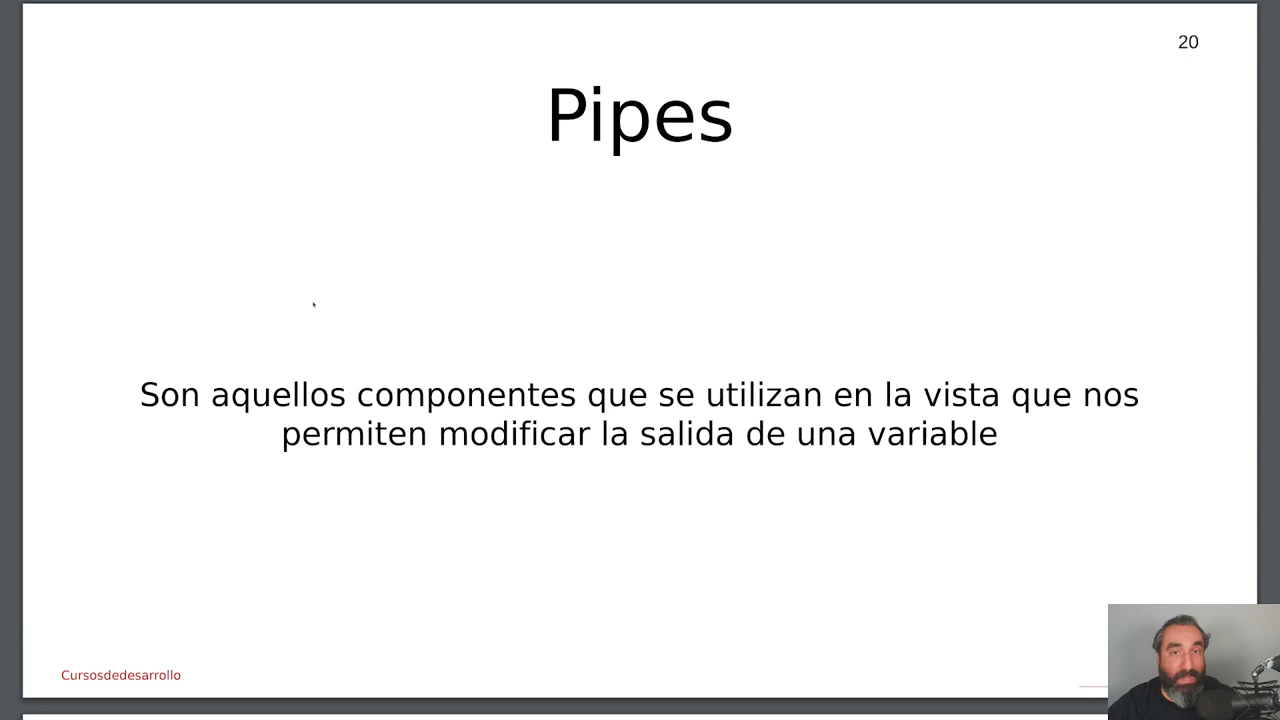 20
Pipes
Son aquellos componentes que se utilizan en la vista que nos
permiten modificar la salida de una variable
Cursosdedesarrollo